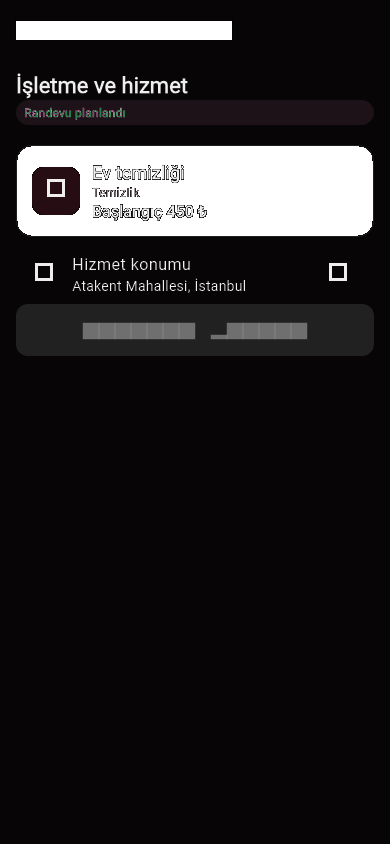 İşletme ve hizmet
Randevu planlandı
Ev temizliği
Temizlik
Başlangıç 450 ₺
Hizmet konumu
Atakent Mahallesi, İstanbul